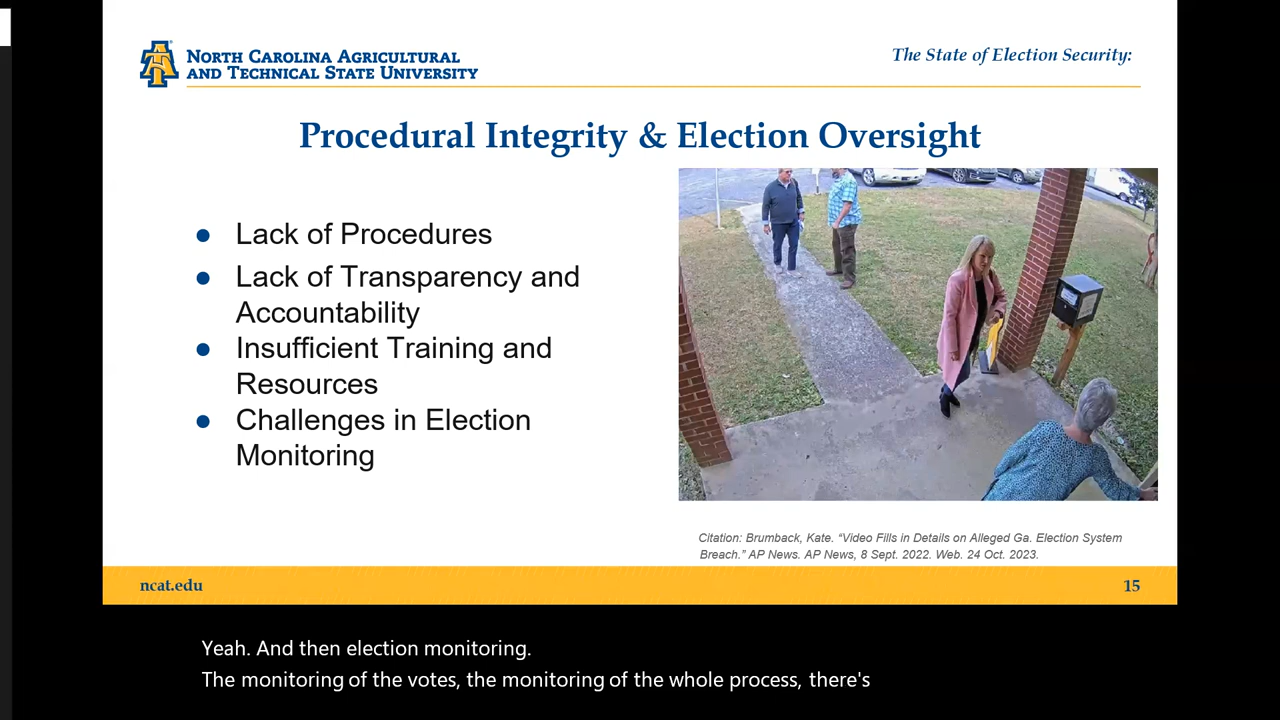 NORTH CAROLINA AGRICULTURAL
AND TECHNICAL STATE UNIVERSITY
The State of Election Security:
Procedural Integrity & Election Oversight
● Lack of Procedures
● Lack of Transparency and
Accountability
● Insufficient Training and
Resources
● Challenges in Election
Monitoring
Citation: Brumback, Kate. “Video Fills in Details on Alleged Ga. Election System
Breach.” AP News. AP News, 8 Sept. 2022. Web. 24 Oct. 2023.
ncat.edu
15
Yeah. And then election monitoring.
The monitoring of the votes, the monitoring of the whole process, there's